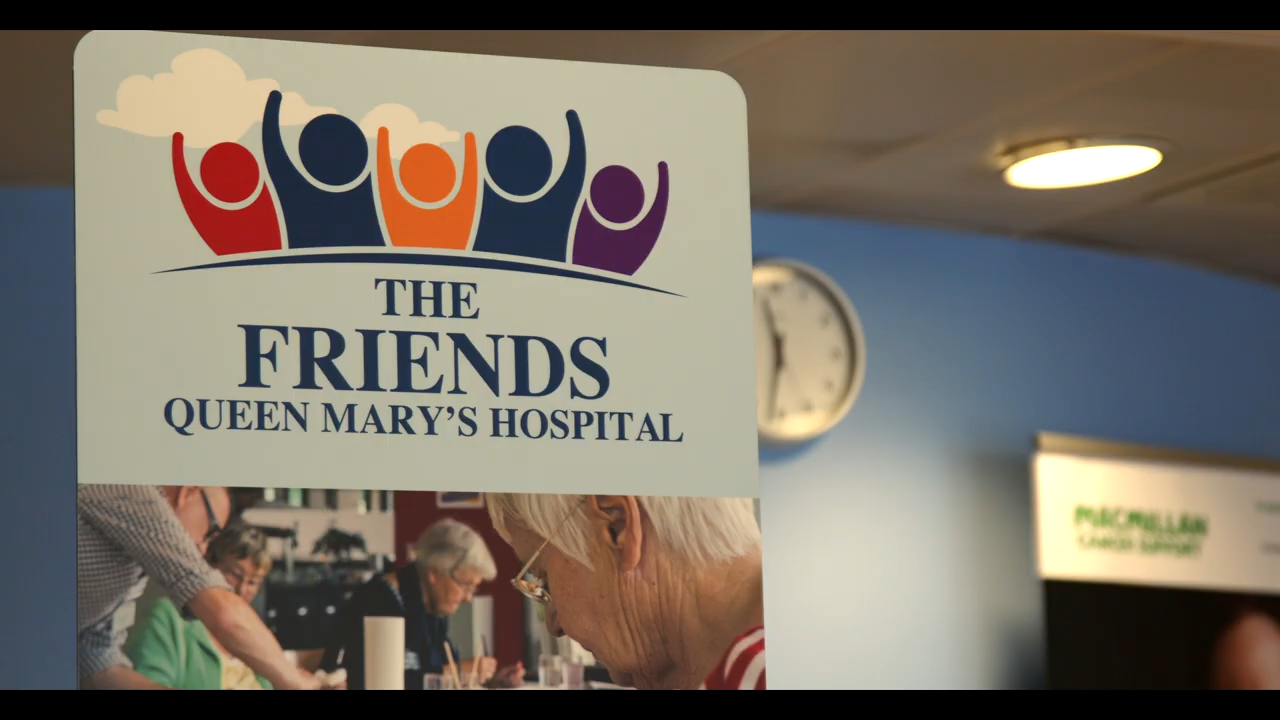 THE
FRIENDS
QUEEN MARY'S HOSPITAL
MACMILLAN
CANCER SUPPORT